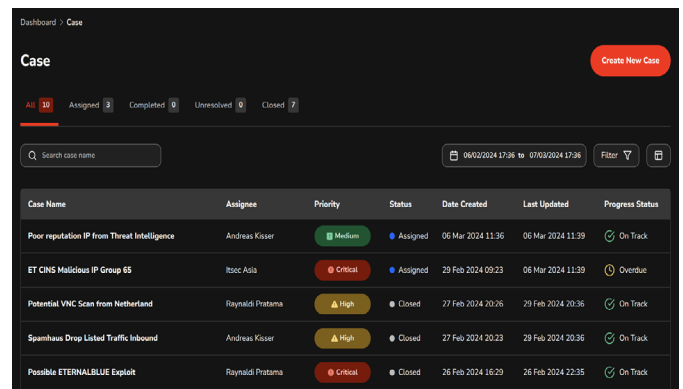 Dashboard > Case
Case
Create New Case
All 10 Assigned 3 Completed 0 Unresolved 0 Closed 7
Search case name
06/02/2024 17:36 to 07/03/2024 17:36
Filter
Case Name Assignee Priority Status Date Created Last Updated Progress Status
Poor reputation IP from Threat Intelligence Andreas Kisser Medium Assigned 06 Mar 2024 11:36 06 Mar 2024 11:39 On Track
ET CINS Malicious IP Group 65 Itsec Asia Critical Assigned 29 Feb 2024 09:23 06 Mar 2024 11:39 Overdue
Potential VNC Scan from Netherland Raynaldi Pratama High Closed 27 Feb 2024 20:26 29 Feb 2024 20:36 On Track
Spamhaus Drop Listed Traffic Inbound Andreas Kisser High Closed 27 Feb 2024 20:23 29 Feb 2024 20:36 On Track
Possible ETERNALBLUE Exploit Raynaldi Pratama Critical Closed 26 Feb 2024 16:29 26 Feb 2024 22:35 On Track